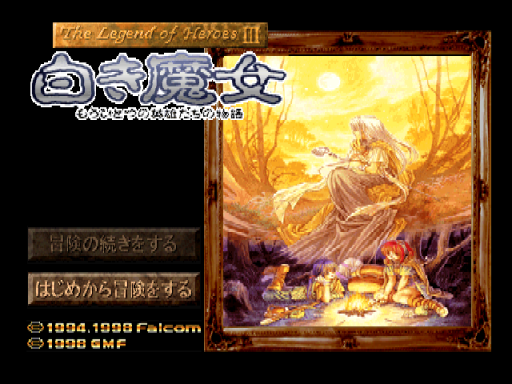 The Legend of Heroes III
白き魔女
もうひとつの英雄たちの物語
冒険の続きをする
はじめから冒険をする
©1994,1998 Falcom
©1998 GMF